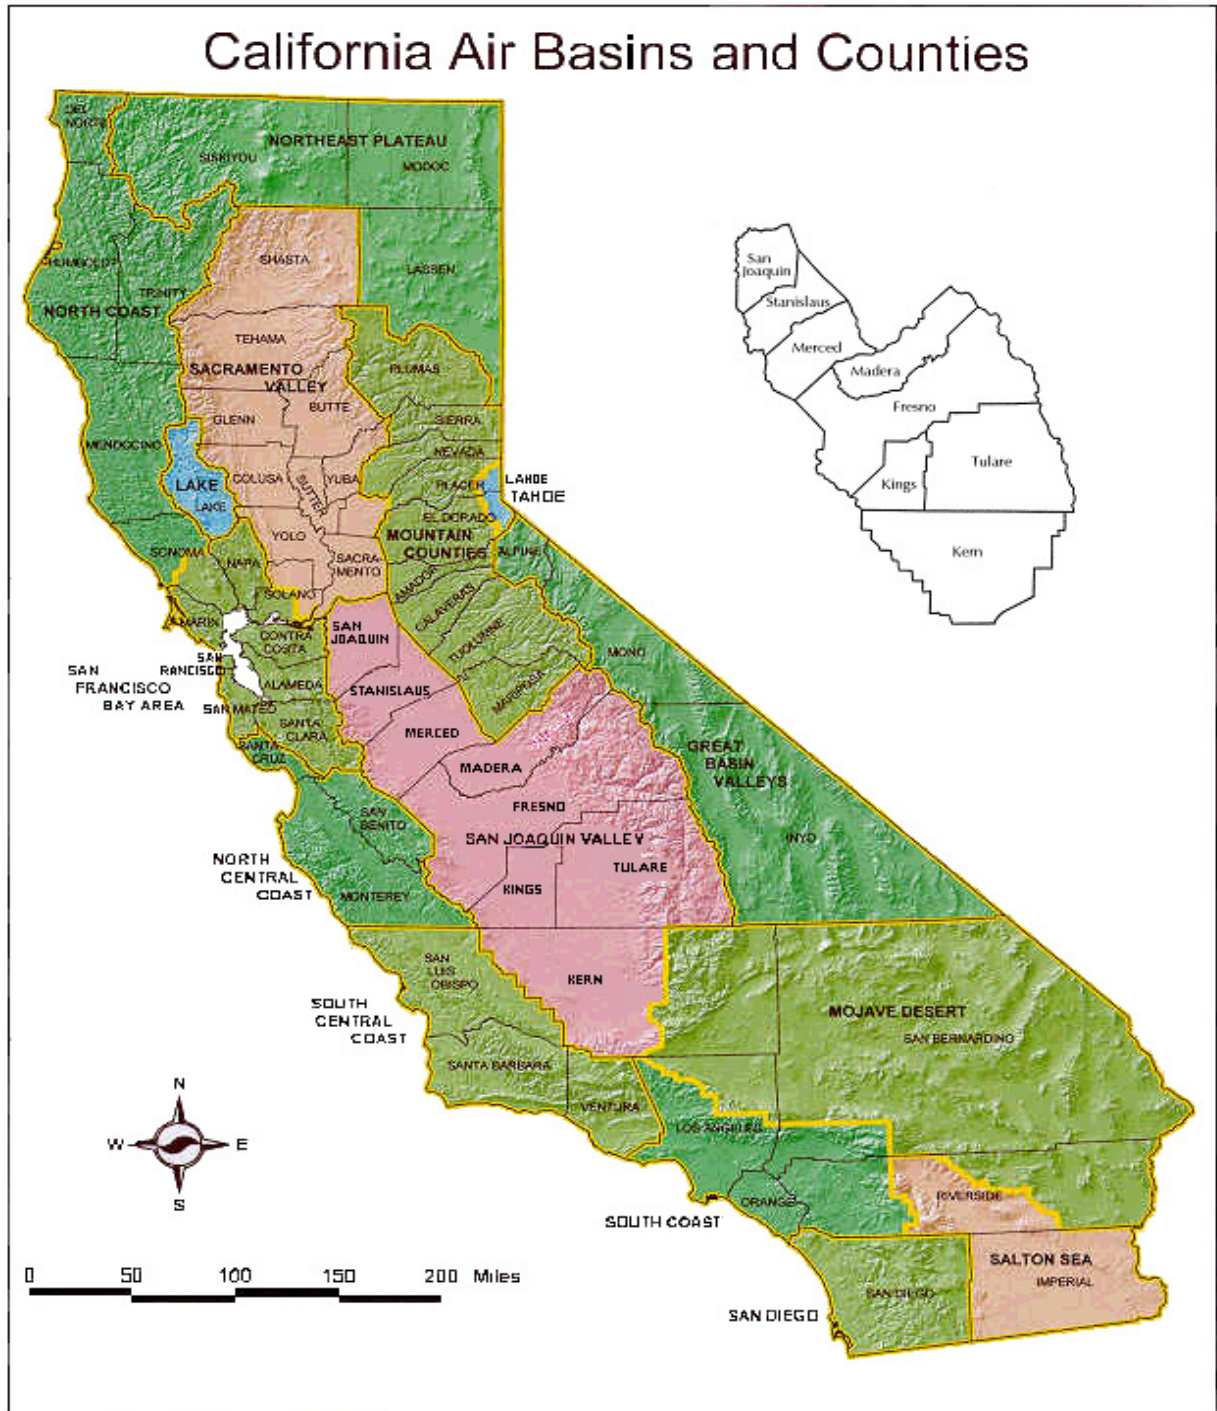 California Air Basins and Counties
DEL
NORTE
NORTHEAST PLATEAU
SISKIYOU
MODOC
HUMBOLDT
TRINITY
NORTH COAST
SHASTA
LASSEN
TEHAMA
SACRAMENTO
VALLEY
PLUMAS
BUTTE
GLENN
SIERRA
MENDOCINO
NEVADA
LAKE
LAKE
COLUSA
SUTTER
YUBA
PLACER
LAKE
TAHOE
EL DORADO
MOUNTAIN
COUNTIES
ALPINE
YOLO
SONOMA
NAPA
SACRA-
MENTO
SOLANO
AMADOR
CALAVERAS
TUOLUMNE
MARIPOSA
MONO
MARIN
CONTRA
COSTA
SAN
JOAQUIN
SAN
RANCISCO
SAN
FRANCISCO
BAY AREA
ALAMEDA
STANISLAUS
SAN MATEO
SANTA
CLARA
SANTA
CRUZ
MERCED
MADERA
GREAT
BASIN
VALLEYS
FRESNO
SAN
BENITO
SAN JOAQUIN VALLEY
INYO
TULARE
NORTH
CENTRAL
COAST
MONTEREY
KINGS
SAN
LUIS
OBISPO
KERN
SOUTH
CENTRAL
COAST
MOJAVE DESERT
SAN BERNARDINO
SANTA BARBARA
VENTURA
LOS ANGELES
ORANGE
RIVERSIDE
SOUTH COAST
SALTON SEA
IMPERIAL
SAN DIEGO
SAN DIEGO
San
Joaquin
Stanislaus
Merced
Madera
Fresno
Tulare
Kings
Kern
N
W
E
S
0 50 100 150 200 Miles